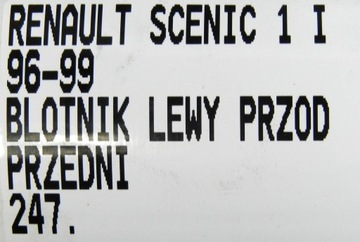 RENAULT SCENIC 1 I
96-99
BLOTNIK LEWY PRZOD
PRZEDNI
247.